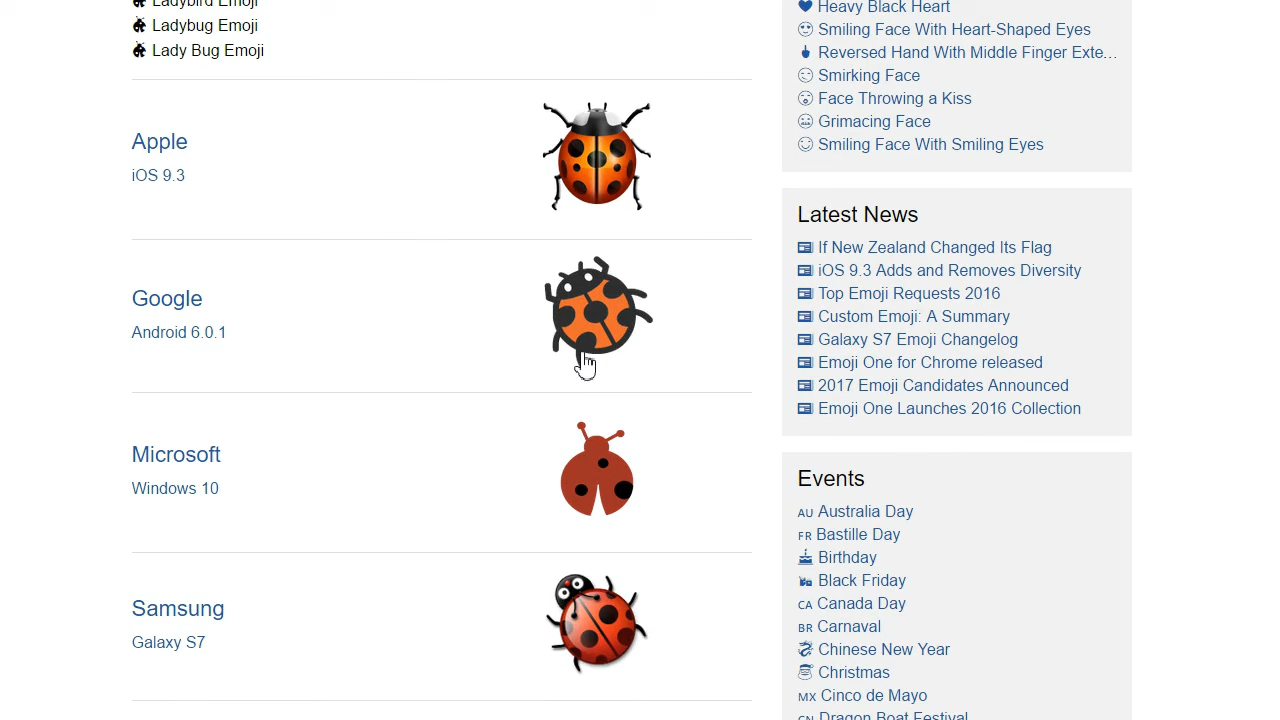 Ladybird Emoji
Ladybug Emoji
Lady Bug Emoji
Apple
iOS 9.3
Google
Android 6.0.1
Microsoft
Windows 10
Samsung
Galaxy S7
Heavy Black Heart
Smiling Face With Heart-Shaped Eyes
Reversed Hand With Middle Finger Exte...
Smirking Face
Face Throwing a Kiss
Grimacing Face
Smiling Face With Smiling Eyes
Latest News
If New Zealand Changed Its Flag
iOS 9.3 Adds and Removes Diversity
Top Emoji Requests 2016
Custom Emoji: A Summary
Galaxy S7 Emoji Changelog
Emoji One for Chrome released
2017 Emoji Candidates Announced
Emoji One Launches 2016 Collection
Events
AU Australia Day
FR Bastille Day
Birthday
Black Friday
CA Canada Day
BR Carnaval
Chinese New Year
Christmas
MX Cinco de Mayo
CN Dragon Boat Festival